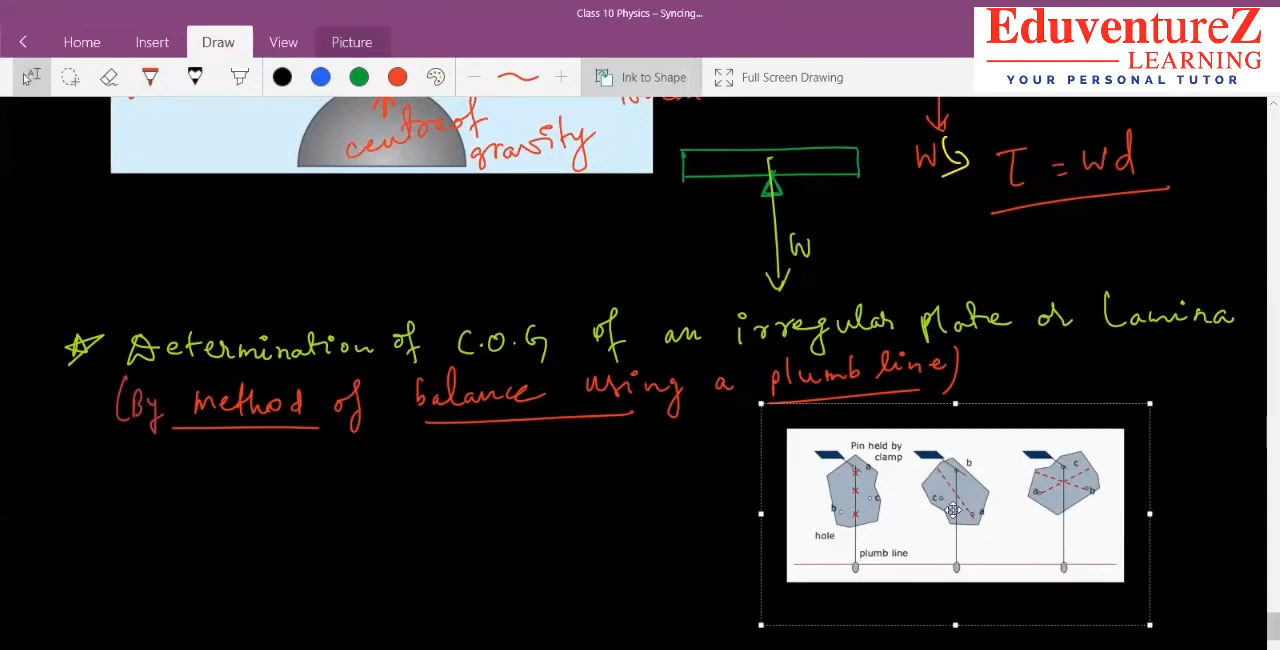 Class 10 Physics – Syncing...
EduventureZ
LEARNING
YOUR PERSONAL TUTOR
Home Insert Draw View Picture
Ink to Shape Full Screen Drawing
centre of
gravity
W
τ = Wd
W
Determination of C.O.G of an irregular plate or Lamina
(By method of balance using a plumb line)
Pin held by
clamp
a b c
c c a b
b a
hole
plumb line